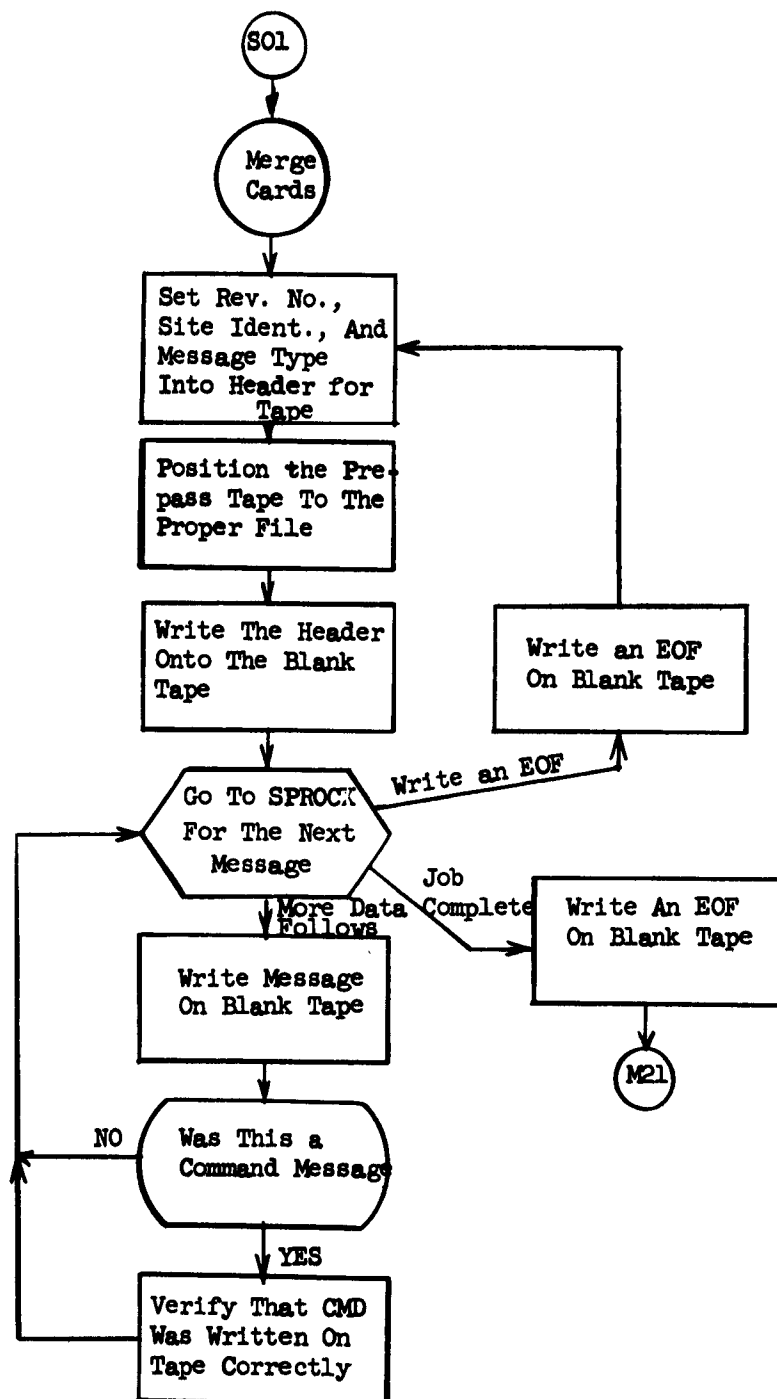 S01
Merge
Cards
Set Rev. No.,
Site Ident., And
Message Type
Into Header for
Tape
Position the Pre-
pass Tape To The
Proper File
Write The Header
Onto The Blank
Tape
Write an EOF
On Blank Tape
Write an EOF
Go To SPROCK
For The Next
Message
Job
Complete
More Data
Follows
Write An EOF
On Blank Tape
Write Message
On Blank Tape
M21
NO
Was This a
Command Message
YES
Verify That CMD
Was Written On
Tape Correctly